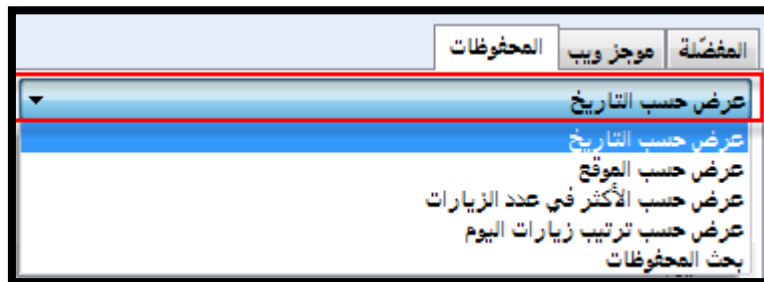 المفضّلة موجز ويب المحفوظات
عرض حسب التاريخ
عرض حسب التاريخ
عرض حسب الموقع
عرض حسب الأكثر في عدد الزيارات
عرض حسب ترتيب زيارات اليوم
بحث المحفوظات